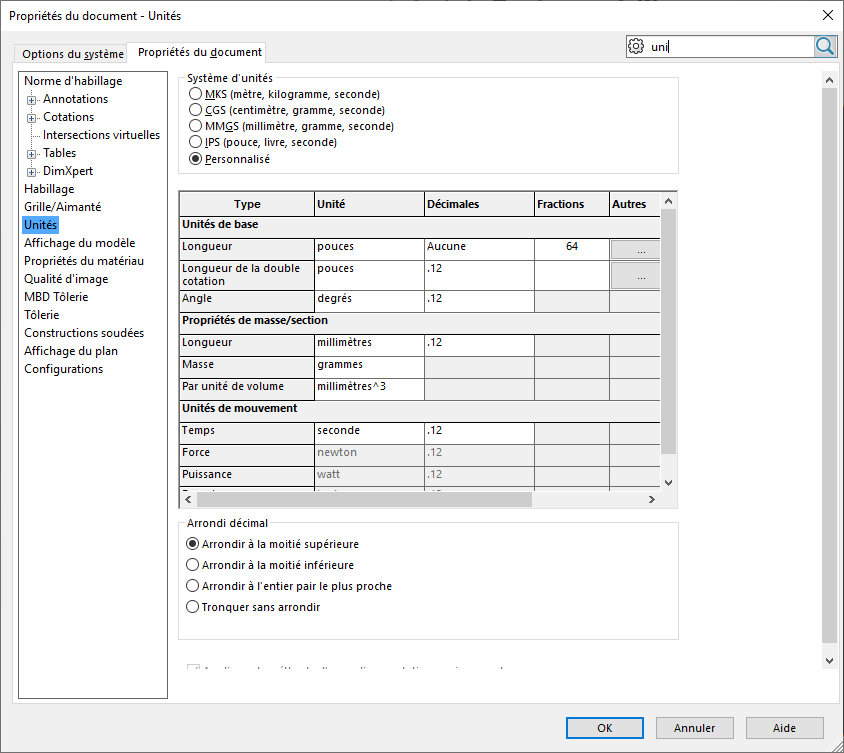 Propriétés du document - Unités
Options du système Propriétés du document
uni
Norme d'habillage
Annotations
Cotations
Intersections virtuelles
Tables
DimXpert
Habillage
Grille/Aimanté
Unités
Affichage du modèle
Propriétés du matériau
Qualité d'image
MBD Tôlerie
Tôlerie
Constructions soudées
Affichage du plan
Configurations
Système d'unités
MKS (mètre, kilogramme, seconde)
CGS (centimètre, gramme, seconde)
MMGS (millimètre, gramme, seconde)
IPS (pouce, livre, seconde)
Personnalisé
Type Unité Décimales Fractions Autres
Unités de base
Longueur pouces Aucune 64 ...
Longueur de la double cotation pouces .12 ...
Angle degrés .12
Propriétés de masse/section
Longueur millimètres .12
Masse grammes
Par unité de volume millimètres^3
Unités de mouvement
Temps seconde .12
Force newton .12
Puissance watt .12
Arrondi décimal
Arrondir à la moitié supérieure
Arrondir à la moitié inférieure
Arrondir à l'entier pair le plus proche
Tronquer sans arrondir
OK Annuler Aide